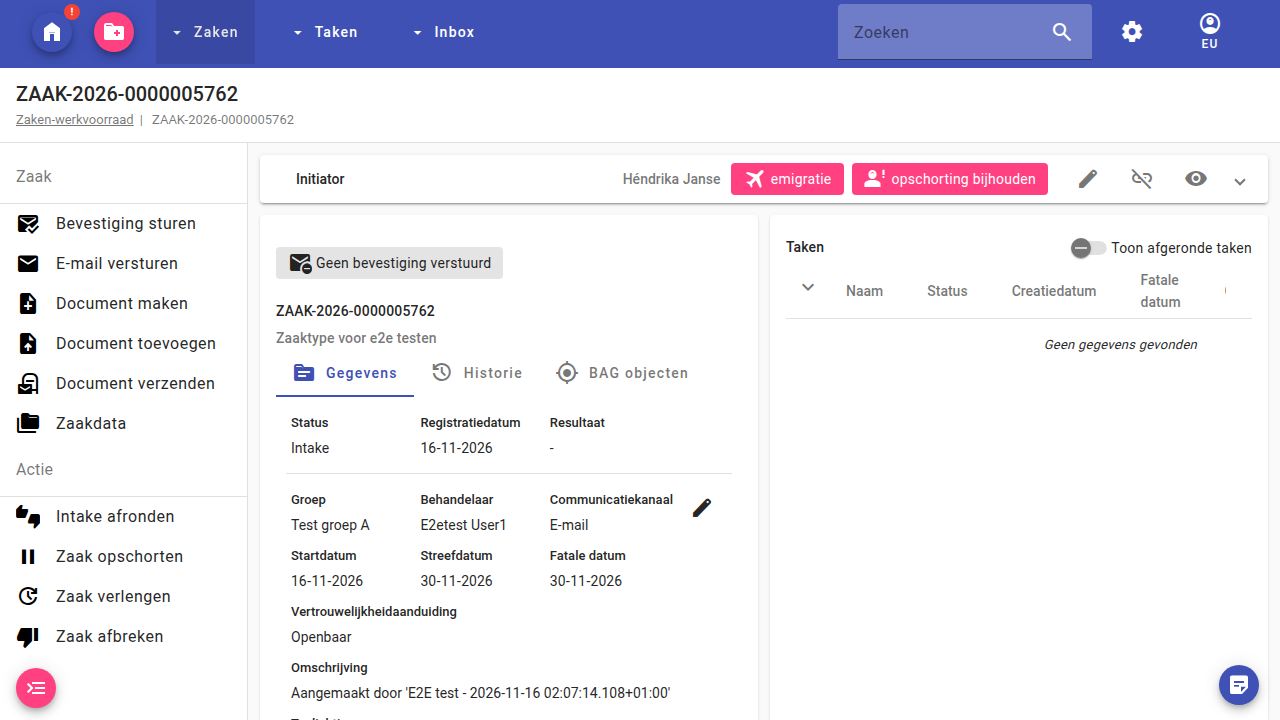 !
Zaken
Taken
Inbox
Zoeken
EU
ZAAK-2026-0000005762
Zaken-werkvoorraad | ZAAK-2026-0000005762
Zaak
Bevestiging sturen
E-mail versturen
Document maken
Document toevoegen
Document verzenden
Zaakdata
Actie
Intake afronden
Zaak opschorten
Zaak verlengen
Zaak afbreken
Initiator
Héndrika Janse
emigratie
opschorting bijhouden
Geen bevestiging verstuurd
ZAAK-2026-0000005762
Zaaktype voor e2e testen
Gegevens
Historie
BAG objecten
Status Registratiedatum Resultaat
Intake 16-11-2026 -
Groep Behandelaar Communicatiekanaal
Test groep A E2etest User1 E-mail
Startdatum Streefdatum Fatale datum
16-11-2026 30-11-2026 30-11-2026
Vertrouwelijkheidaanduiding
Openbaar
Omschrijving
Aangemaakt door 'E2E test - 2026-11-16 02:07:14.108+01:00'
Taken
Toon afgeronde taken
Naam Status Creatiedatum Fatale datum
Geen gegevens gevonden